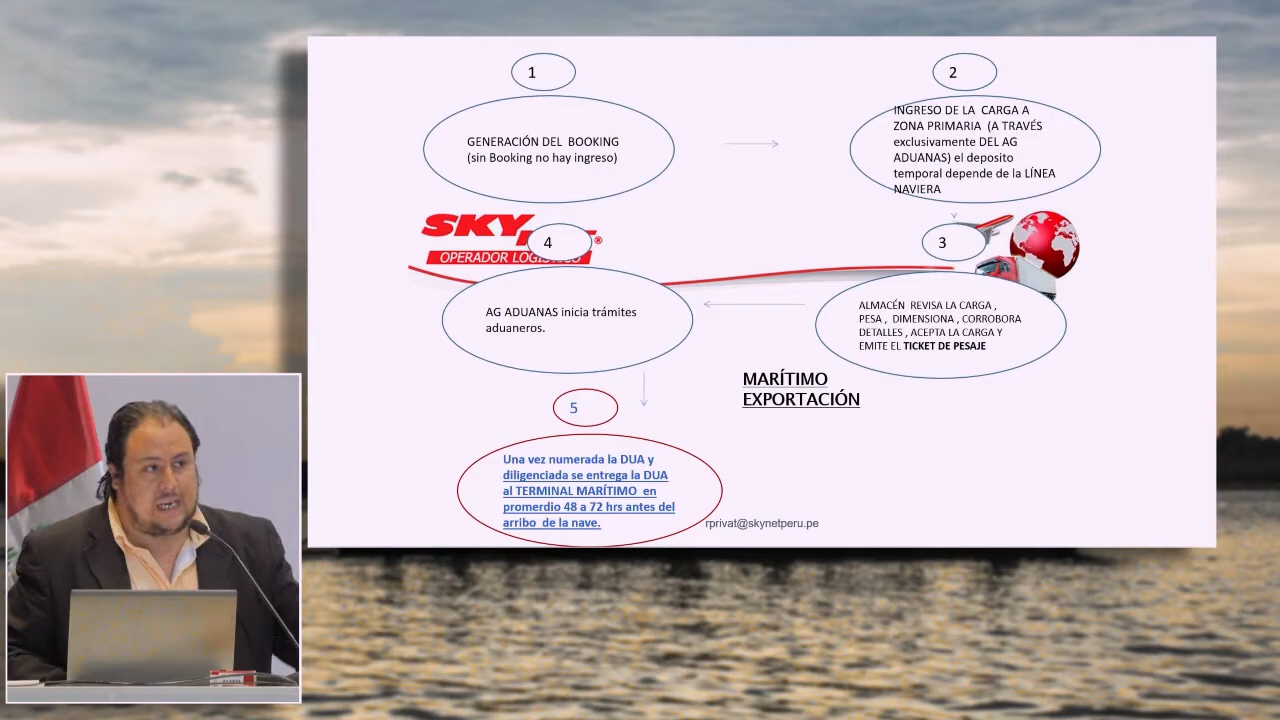 1
GENERACIÓN DEL BOOKING
(sin Booking no hay ingreso)
2
INGRESO DE LA CARGA A
ZONA PRIMARIA (A TRAVÉS
exclusivamente DEL AG
ADUANAS) el deposito
temporal depende de la LÍNEA
NAVIERA
SKY
®
OPERADOR LOGÍSTICO
4
3
AG ADUANAS inicia trámites
aduaneros.
ALMACÉN REVISA LA CARGA ,
PESA , DIMENSIONA , CORROBORA
DETALLES , ACEPTA LA CARGA Y
EMITE EL TICKET DE PESAJE
MARÍTIMO
EXPORTACIÓN
5
Una vez numerada la DUA y
diligenciada se entrega la DUA
al TERMINAL MARÍTIMO en
promerdio 48 a 72 hrs antes del
arribo de la nave.
rprivat@skynetperu.pe